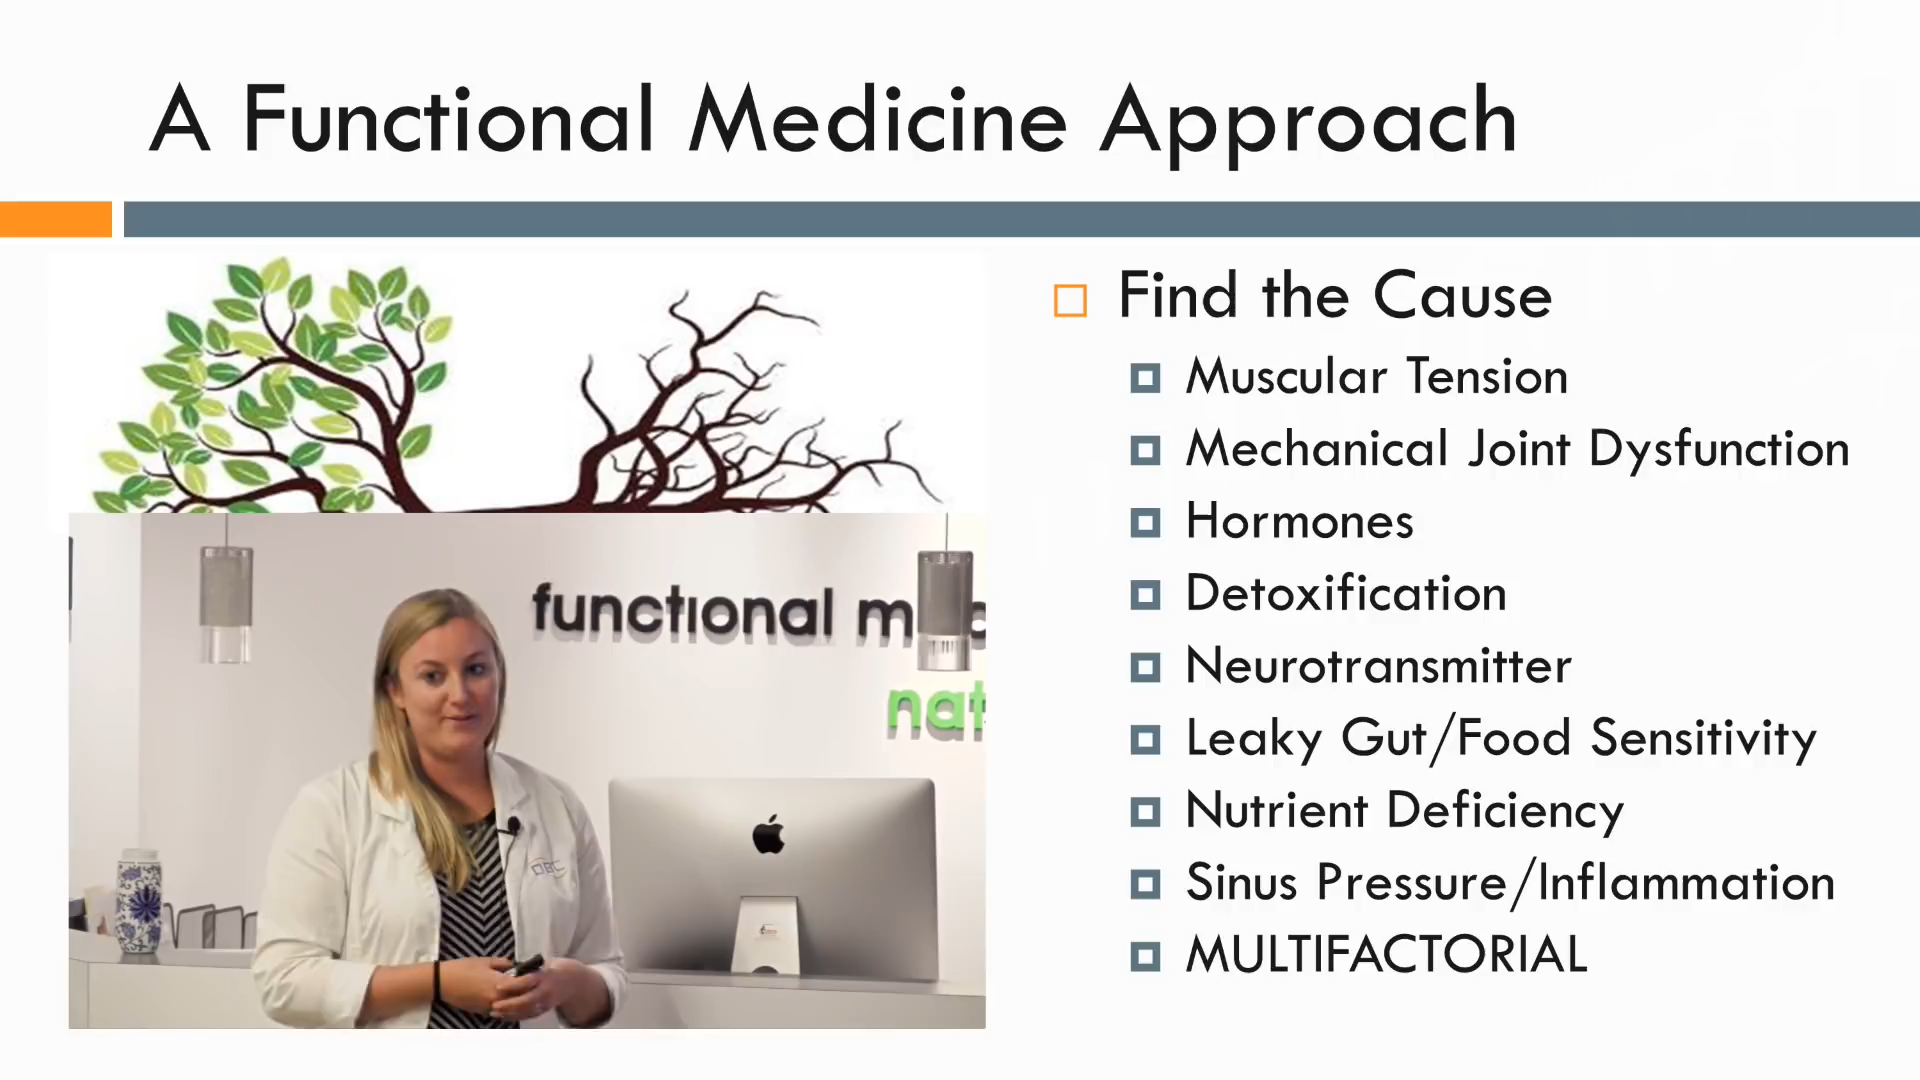 A Functional Medicine Approach
Find the Cause
Muscular Tension
Mechanical Joint Dysfunction
Hormones
Detoxification
Neurotransmitter
Leaky Gut/Food Sensitivity
Nutrient Deficiency
Sinus Pressure/Inflammation
MULTIFACTORIAL
functional m
nat
OBC